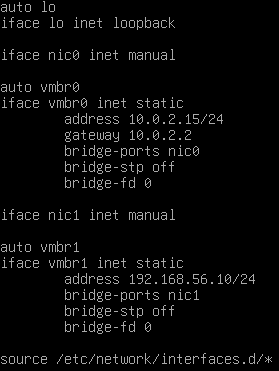 auto lo
iface lo inet loopback

iface nic0 inet manual

auto vmbr0
iface vmbr0 inet static
        address 10.0.2.15/24
        gateway 10.0.2.2
        bridge-ports nic0
        bridge-stp off
        bridge-fd 0

iface nic1 inet manual

auto vmbr1
iface vmbr1 inet static
        address 192.168.56.10/24
        bridge-ports nic1
        bridge-stp off
        bridge-fd 0

source /etc/network/interfaces.d/*